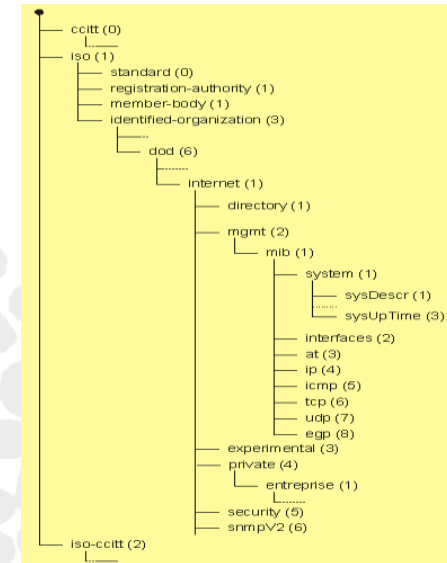 ccitt (0)
iso (1)
standard (0)
registration-authority (1)
member-body (1)
identified-organization (3)
dod (6)
internet (1)
directory (1)
mgmt (2)
mib (1)
system (1)
sysDescr (1)
sysUpTime (3)
interfaces (2)
at (3)
ip (4)
icmp (5)
tcp (6)
udp (7)
egp (8)
experimental (3)
private (4)
entreprise (1)
security (5)
snmpV2 (6)
iso-ccitt (2)